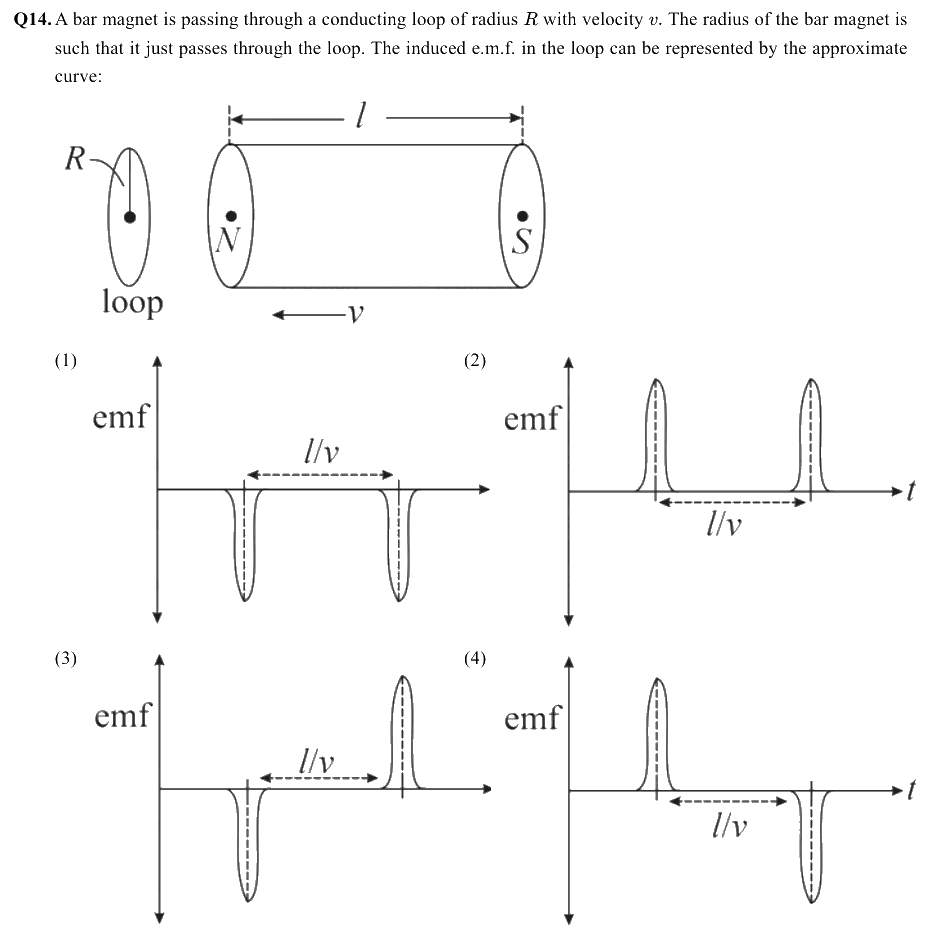 Q14. A bar magnet is passing through a conducting loop of radius R with velocity v. The radius of the bar magnet is
such that it just passes through the loop. The induced e.m.f. in the loop can be represented by the approximate
curve:
l
R
N
S
loop
v
(1)
(2)
emf
emf
l/v
t
l/v
(3)
(4)
emf
emf
l/v
t
l/v